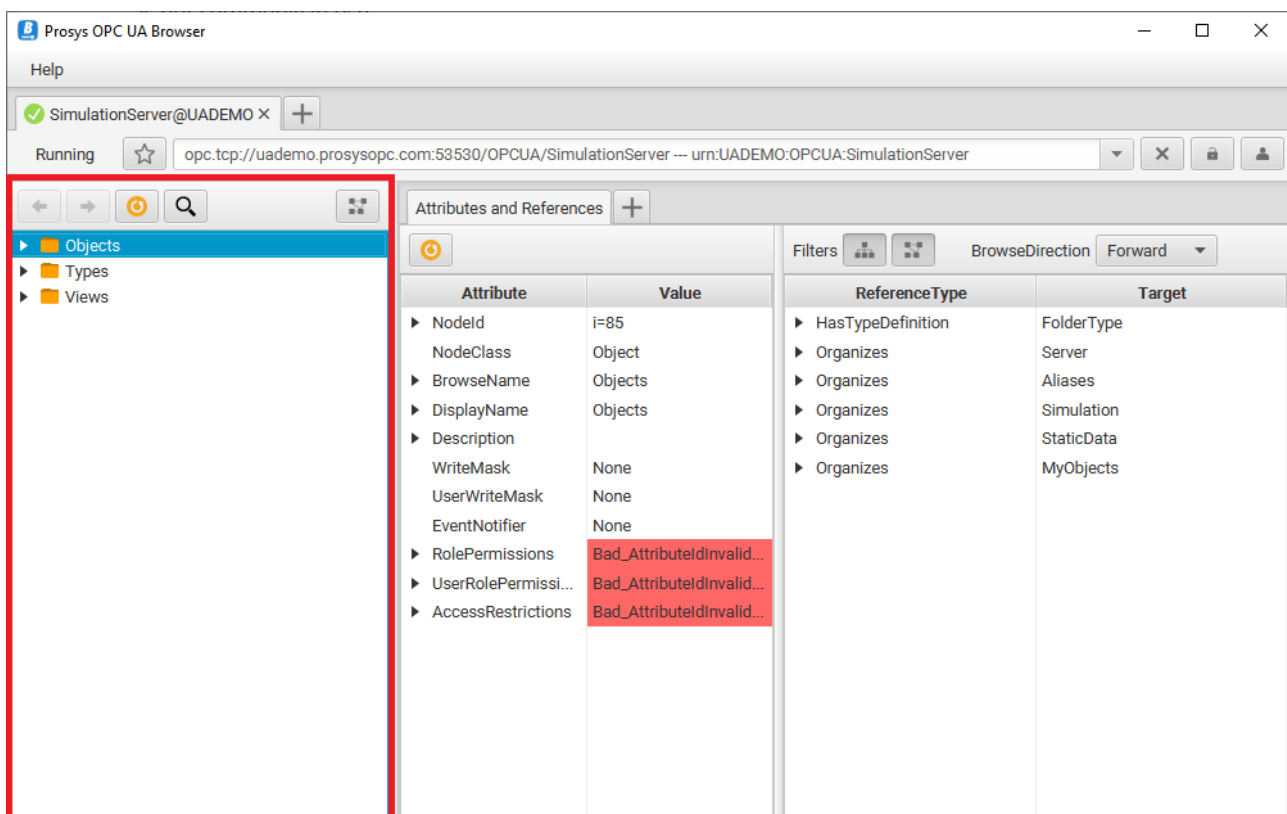 Prosys OPC UA Browser
Help
SimulationServer@UADEMO
Running
opc.tcp://uademo.prosysopc.com:53530/OPCUA/SimulationServer --- urn:UADEMO:OPCUA:SimulationServer
Objects
Types
Views
Attributes and References
Filters BrowseDirection Forward
Attribute Value
NodeId i=85
NodeClass Object
BrowseName Objects
DisplayName Objects
Description
WriteMask None
UserWriteMask None
EventNotifier None
RolePermissions Bad_AttributeIdInvalid...
UserRolePermissi... Bad_AttributeIdInvalid...
AccessRestrictions Bad_AttributeIdInvalid...
ReferenceType Target
HasTypeDefinition FolderType
Organizes Server
Organizes Aliases
Organizes Simulation
Organizes StaticData
Organizes MyObjects